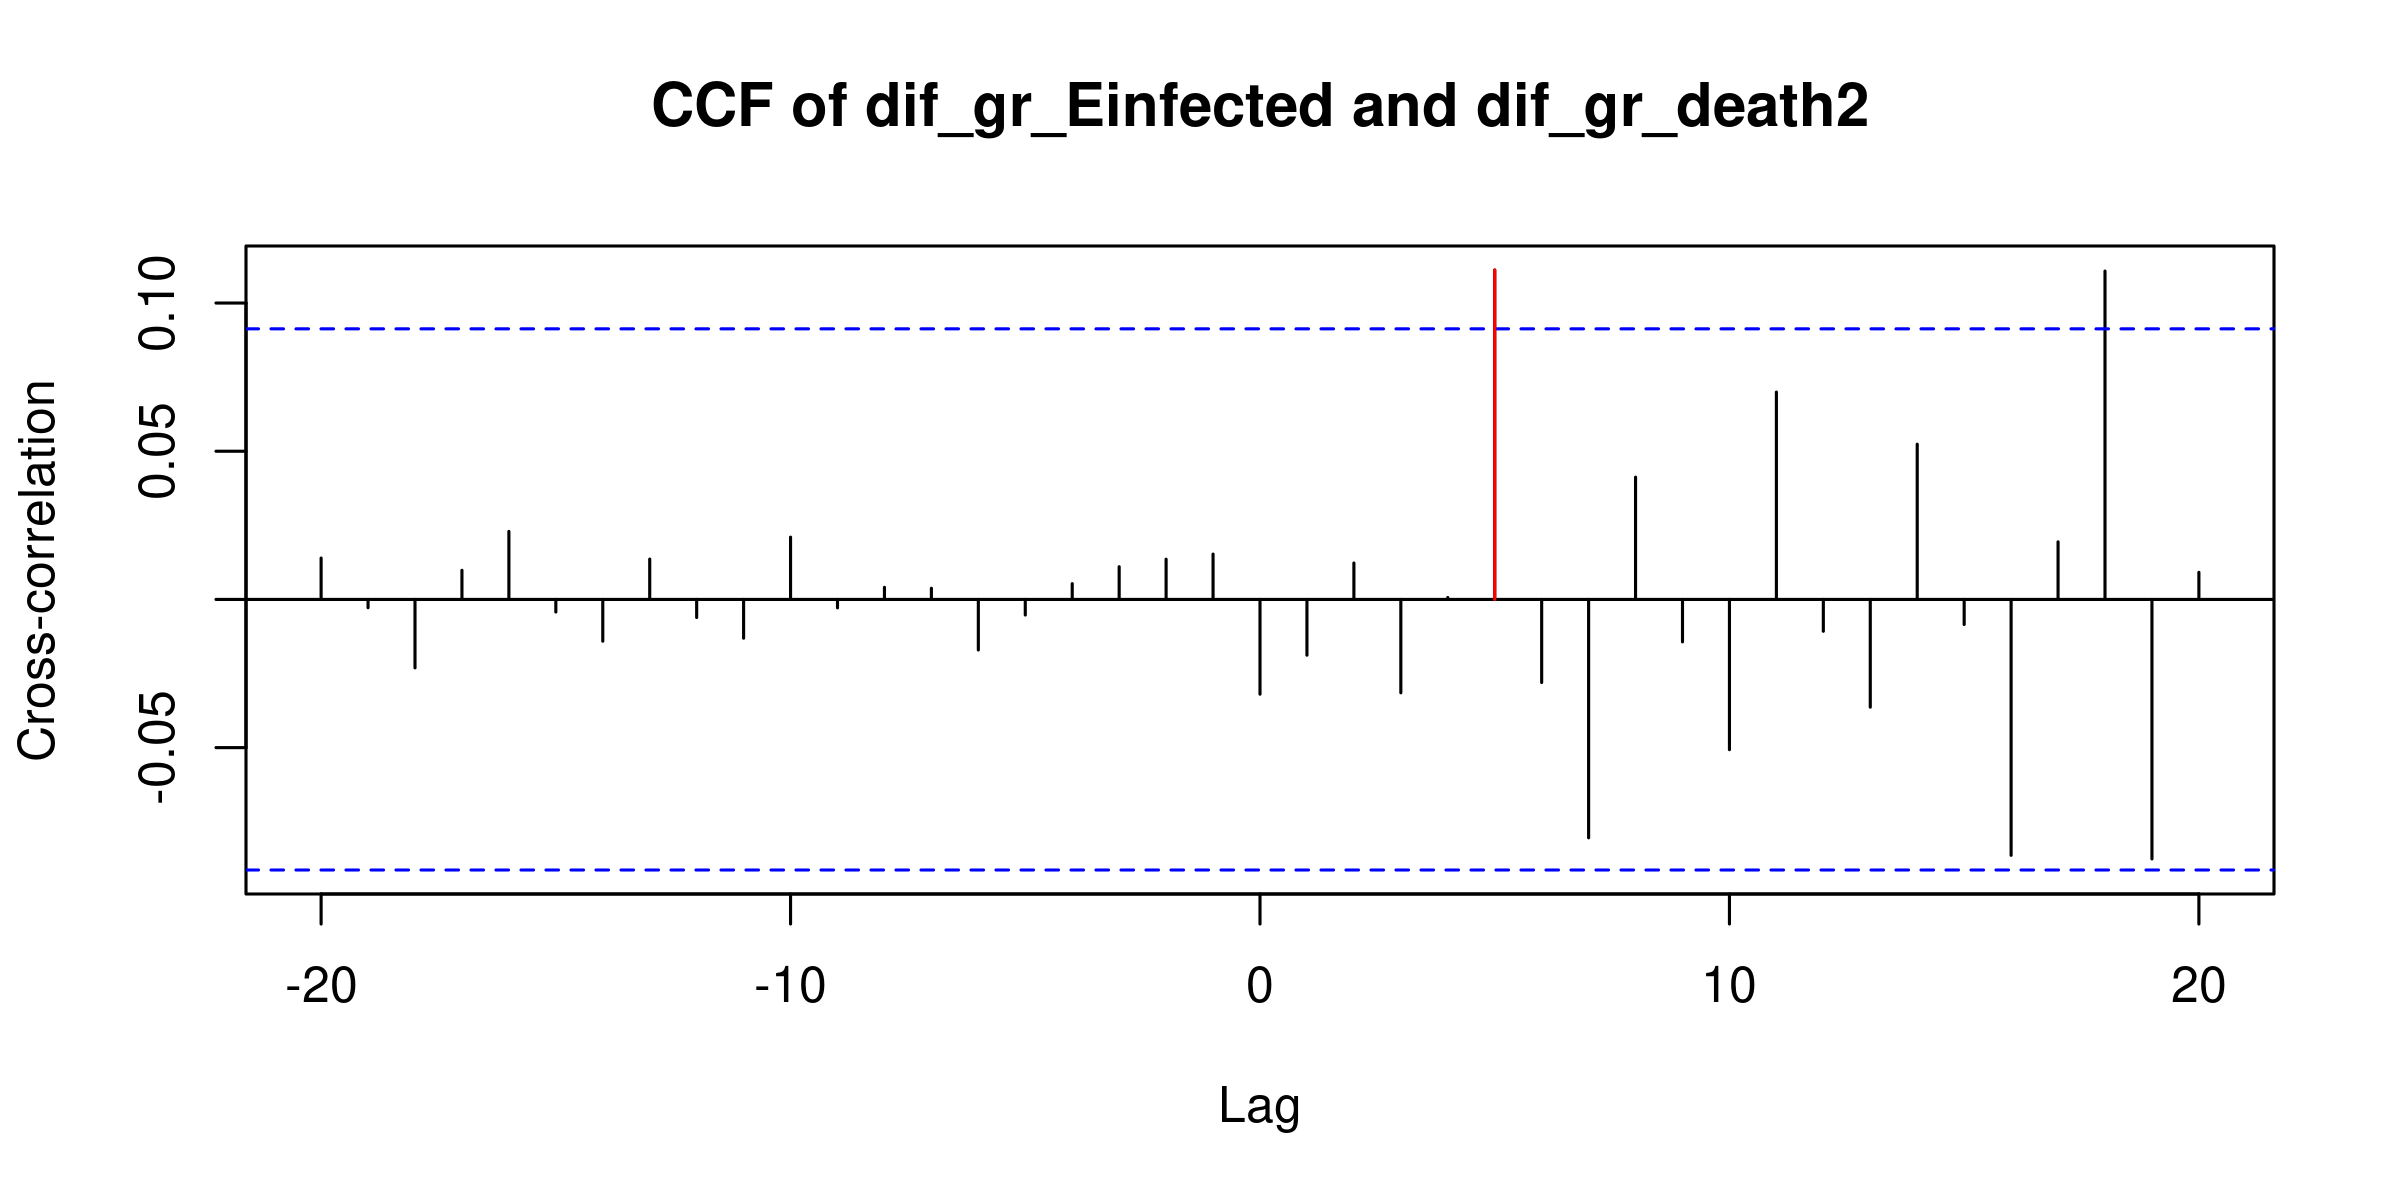 CCF of dif_gr_Einfected and dif_gr_death2
Cross-correlation
0.10
0.05
-0.05
-20
-10
0
10
20
Lag